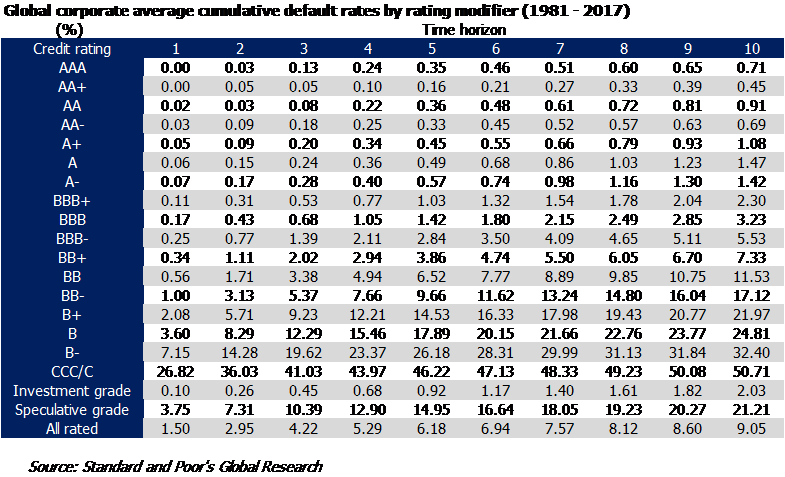 Global corporate average cumulative default rates by rating modifier (1981 - 2017)
(%) Time horizon
Credit rating 1 2 3 4 5 6 7 8 9 10
AAA 0.00 0.03 0.13 0.24 0.35 0.46 0.51 0.60 0.65 0.71
AA+ 0.00 0.05 0.05 0.10 0.16 0.21 0.27 0.33 0.39 0.45
AA 0.02 0.03 0.08 0.22 0.36 0.48 0.61 0.72 0.81 0.91
AA- 0.03 0.09 0.18 0.25 0.33 0.45 0.52 0.57 0.63 0.69
A+ 0.05 0.09 0.20 0.34 0.45 0.55 0.66 0.79 0.93 1.08
A 0.06 0.15 0.24 0.36 0.49 0.68 0.86 1.03 1.23 1.47
A- 0.07 0.17 0.28 0.40 0.57 0.74 0.98 1.16 1.30 1.42
BBB+ 0.11 0.31 0.53 0.77 1.03 1.32 1.54 1.78 2.04 2.30
BBB 0.17 0.43 0.68 1.05 1.42 1.80 2.15 2.49 2.85 3.23
BBB- 0.25 0.77 1.39 2.11 2.84 3.50 4.09 4.65 5.11 5.53
BB+ 0.34 1.11 2.02 2.94 3.86 4.74 5.50 6.05 6.70 7.33
BB 0.56 1.71 3.38 4.94 6.52 7.77 8.89 9.85 10.75 11.53
BB- 1.00 3.13 5.37 7.66 9.66 11.62 13.24 14.80 16.04 17.12
B+ 2.08 5.71 9.23 12.21 14.53 16.33 17.98 19.43 20.77 21.97
B 3.60 8.29 12.29 15.46 17.89 20.15 21.66 22.76 23.77 24.81
B- 7.15 14.28 19.62 23.37 26.18 28.31 29.99 31.13 31.84 32.40
CCC/C 26.82 36.03 41.03 43.97 46.22 47.13 48.33 49.23 50.08 50.71
Investment grade 0.10 0.26 0.45 0.68 0.92 1.17 1.40 1.61 1.82 2.03
Speculative grade 3.75 7.31 10.39 12.90 14.95 16.64 18.05 19.23 20.27 21.21
All rated 1.50 2.95 4.22 5.29 6.18 6.94 7.57 8.12 8.60 9.05
Source: Standard and Poor's Global Research